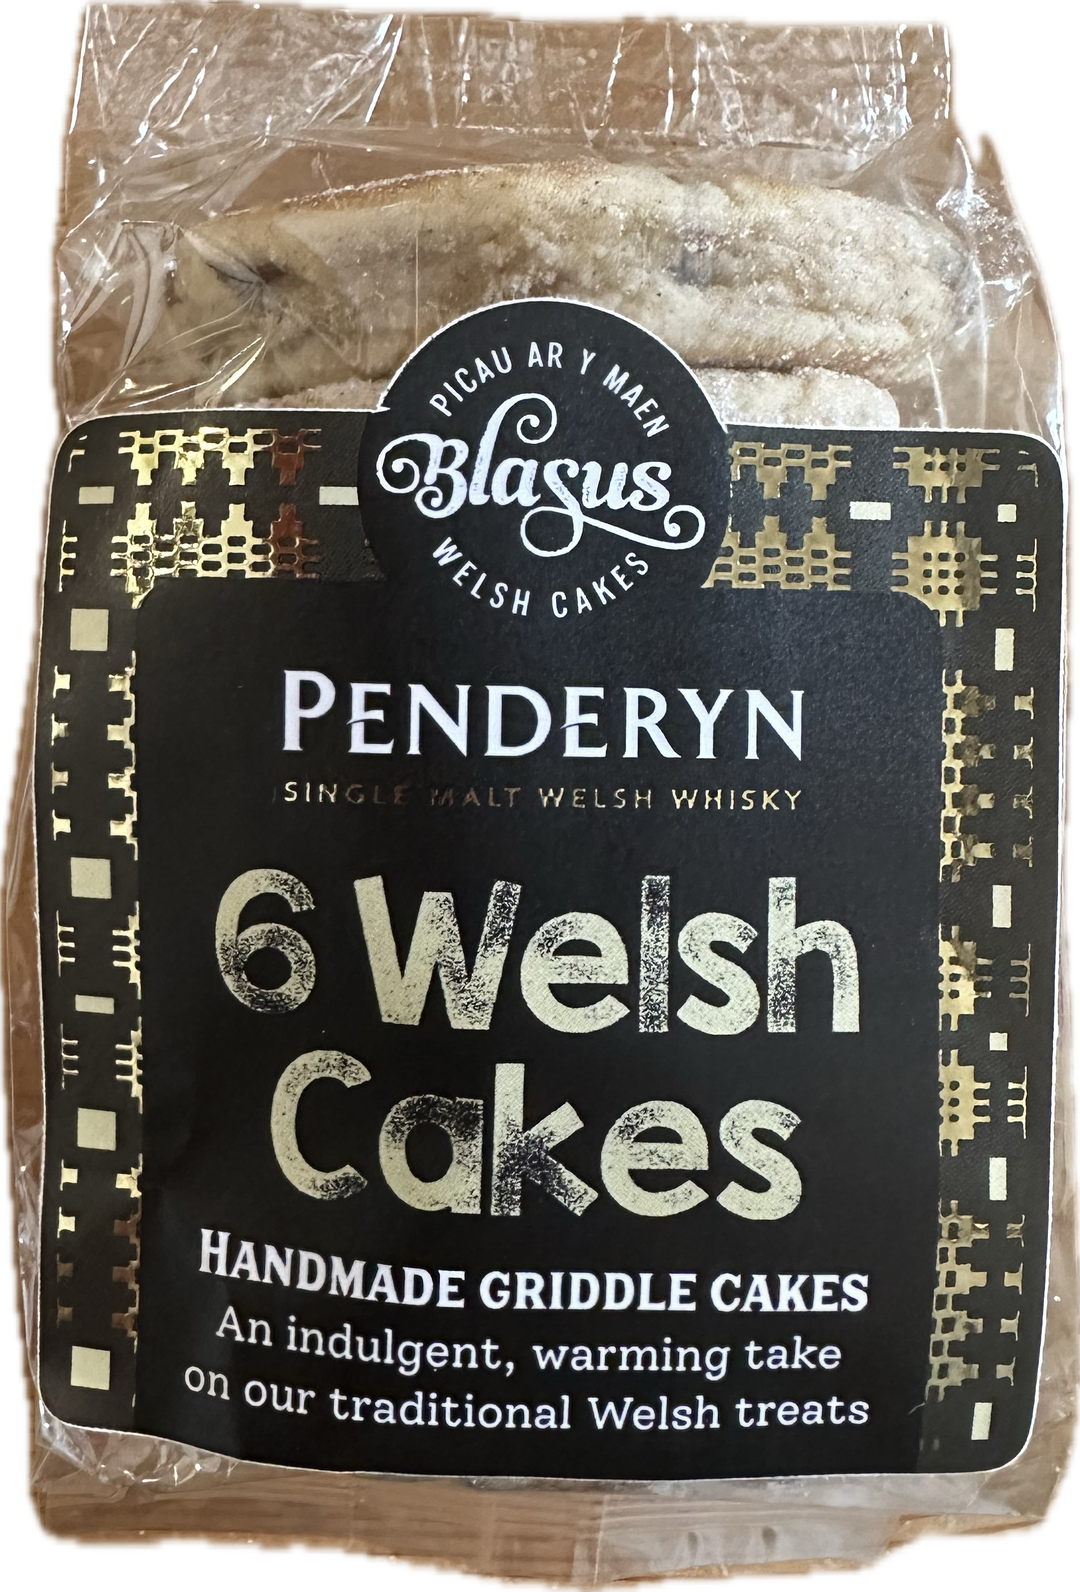 PICAU AR Y MAEN
Blasus
WELSH CAKES
PENDERYN
SINGLE MALT WELSH WHISKY
6 Welsh
Cakes
HANDMADE GRIDDLE CAKES
An indulgent, warming take
on our traditional Welsh treats